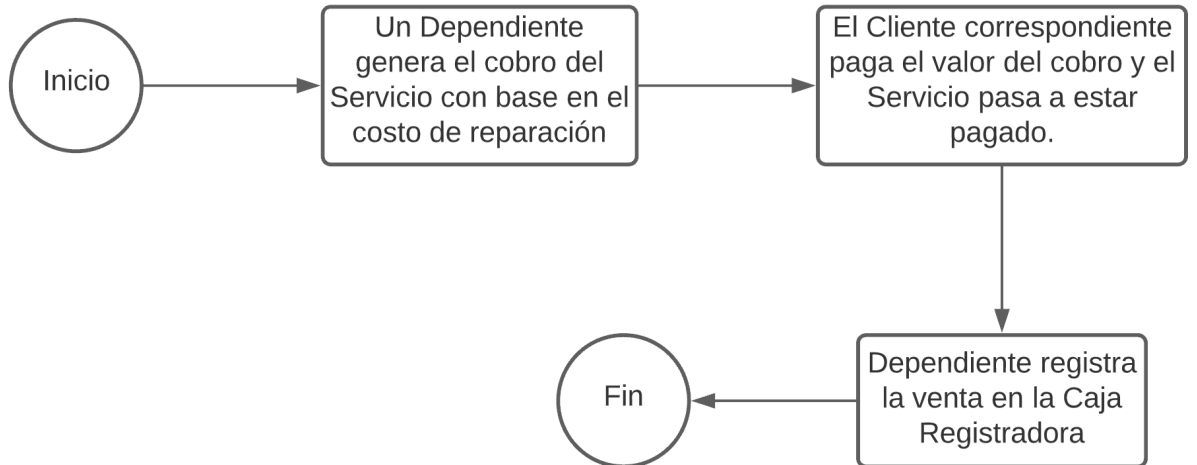 Inicio
Un Dependiente
genera el cobro del
Servicio con base en el
costo de reparación
El Cliente correspondiente
paga el valor del cobro y el
Servicio pasa a estar
pagado.
Dependiente registra
la venta en la Caja
Registradora
Fin